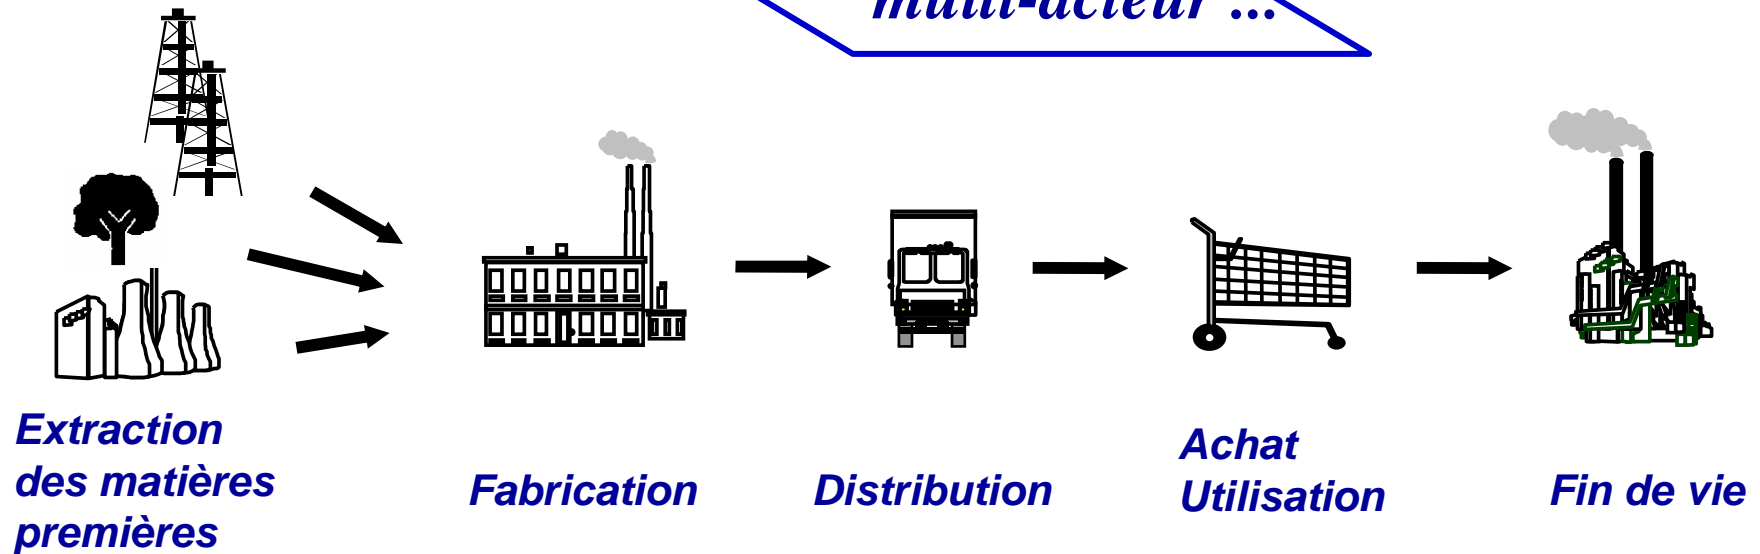 multi-acteur ...
Extraction
des matières
premières
Fabrication
Distribution
Achat
Utilisation
Fin de vie